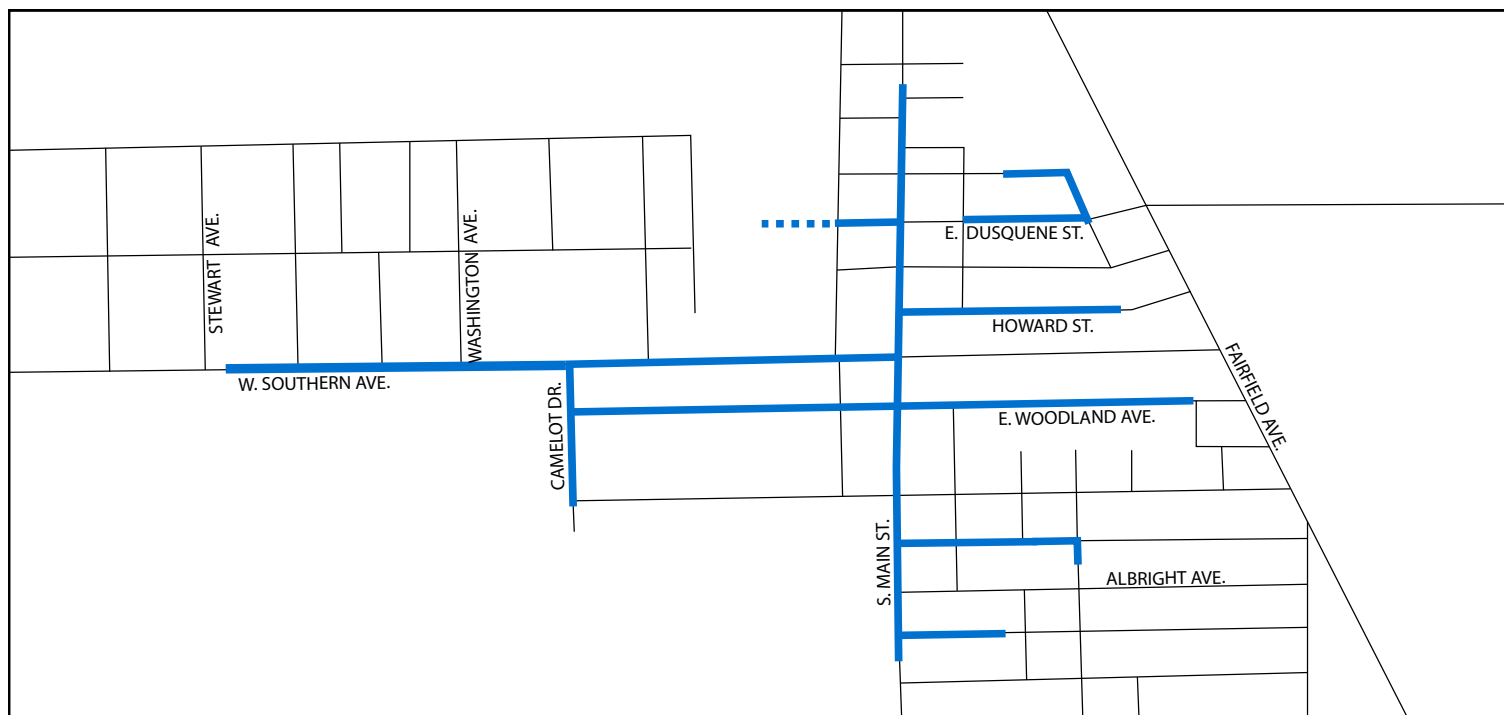 STEWART AVE.
WASHINGTON AVE.
E. DUSQUENE ST.
HOWARD ST.
FAIRFIELD AVE.
W. SOUTHERN AVE.
CAMELOT DR.
E. WOODLAND AVE.
S. MAIN ST.
ALBRIGHT AVE.